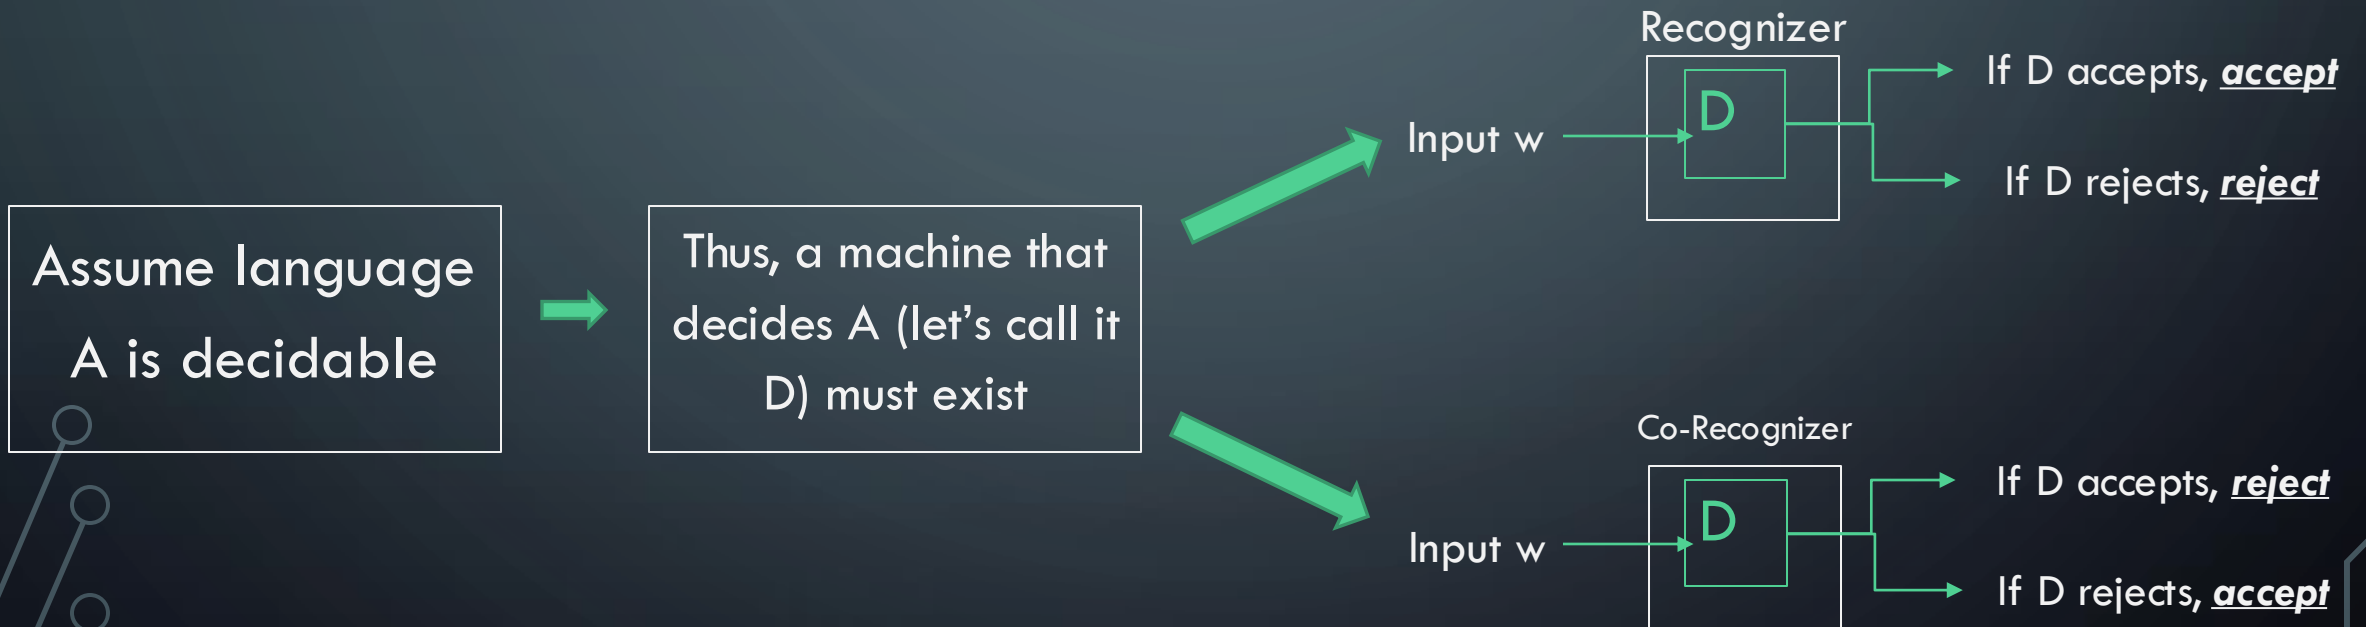 Assume language
A is decidable
Thus, a machine that
decides A (let's call it
D) must exist
Recognizer
Input w
D
If D accepts, accept
If D rejects, reject
Co-Recognizer
Input w
D
If D accepts, reject
If D rejects, accept